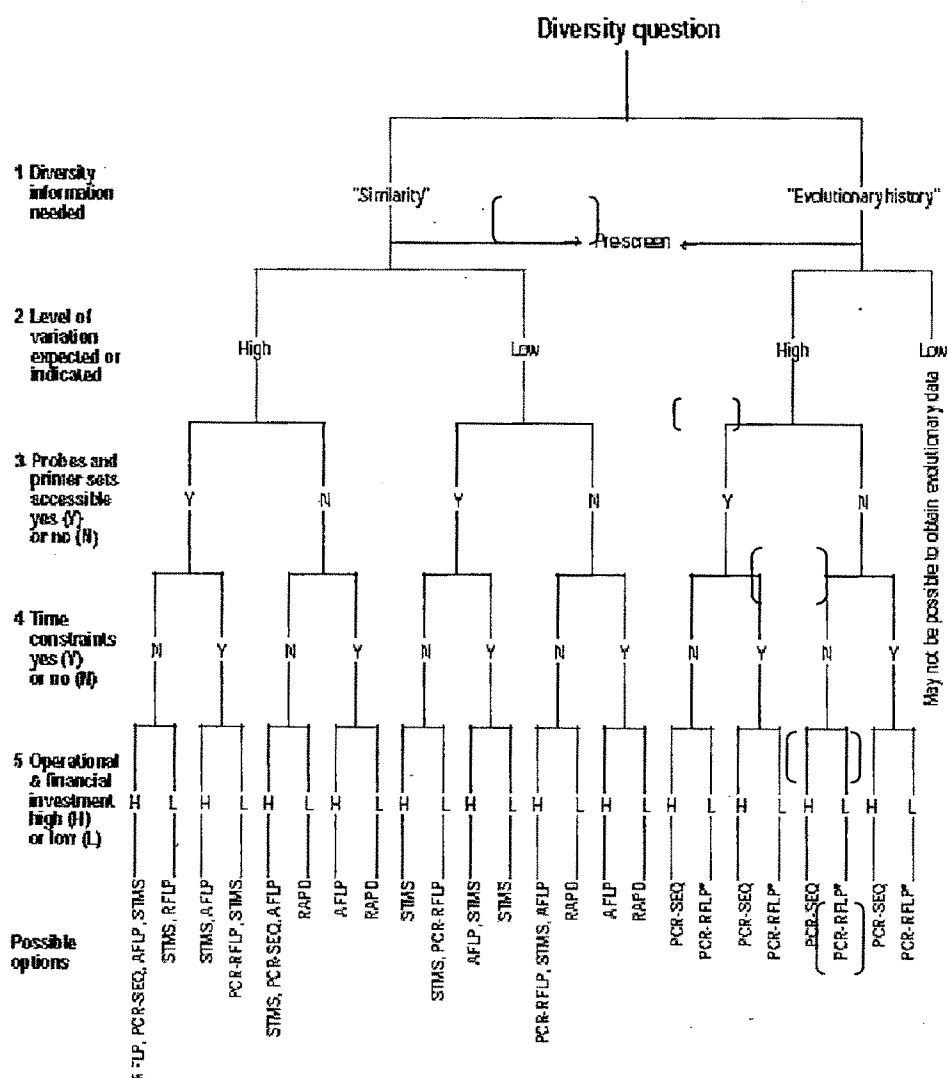 Diversity question
1 Diversity
information
needed
"Similarity"
"Evolutionary history"
Pre-screen
2 Level of
variation
expected or
indicated
High
Low
High
Low
May not be possible to obtain evolutionary data
3 Probes and
primer sets
accessible
yes (Y)
or no (N)
Y N Y N Y N
4 Time
constraints
yes (Y)
or no (N)
N Y N Y N Y N Y N Y N Y
5 Operational
& financial
investment
high (H)
or low (L)
H L H L H L H L H L H L H L H L H L H L H L H L
Possible
options
FLP, PCR-SEQ, AFLP, STMS
STMS, RFLP
STMS, AFLP
PCR-RFLP, STMS
STMS, PCR-SEQ, AFLP
RAPD
AFLP
RAPD
STMS
STMS, PCR-RFLP
AFLP, STMS
STMS
PCR-RFLP, STMS, AFLP
RAPD
AFLP
RAPD
PCR-SEQ
PCR-RFLP*
PCR-SEQ
PCR-RFLP*
PCR-SEQ
PCR-RFLP*
PCR-SEQ
PCR-RFLP*